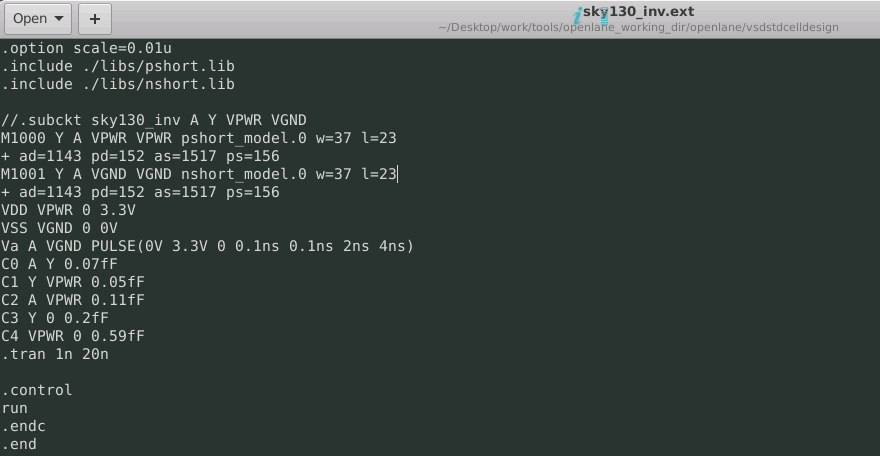 Open
+
sky130_inv.ext
~/Desktop/work/tools/openlane_working_dir/openlane/vsdstdcelldesign
.option scale=0.01u
.include ./libs/pshort.lib
.include ./libs/nshort.lib
//.subckt sky130_inv A Y VPWR VGND
M1000 Y A VPWR VPWR pshort_model.0 w=37 l=23
+ ad=1143 pd=152 as=1517 ps=156
M1001 Y A VGND VGND nshort_model.0 w=37 l=23
+ ad=1143 pd=152 as=1517 ps=156
VDD VPWR 0 3.3V
VSS VGND 0 0V
Va A VGND PULSE(0V 3.3V 0 0.1ns 0.1ns 2ns 4ns)
C0 A Y 0.07fF
C1 Y VPWR 0.05fF
C2 A VPWR 0.11fF
C3 Y 0 0.2fF
C4 VPWR 0 0.59fF
.tran 1n 20n
.control
run
.endc
.end